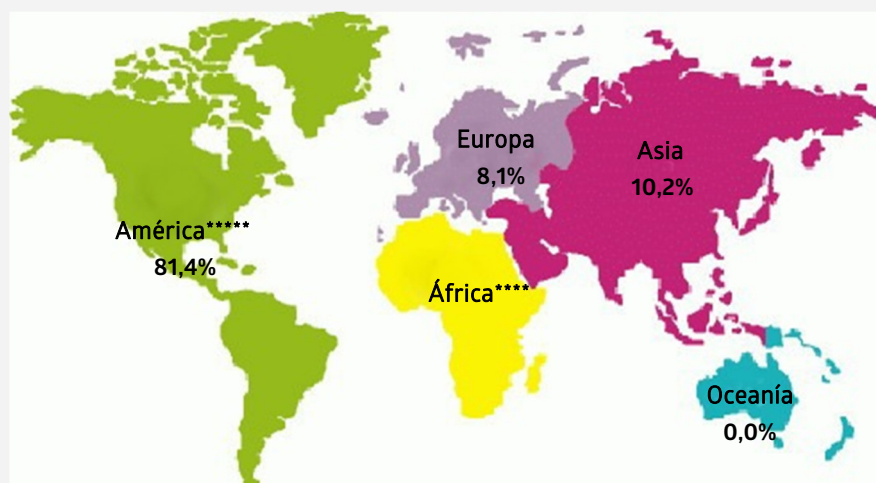 Europa
8,1%
Asia
10,2%
América*****
81,4%
África****
Oceanía
0,0%